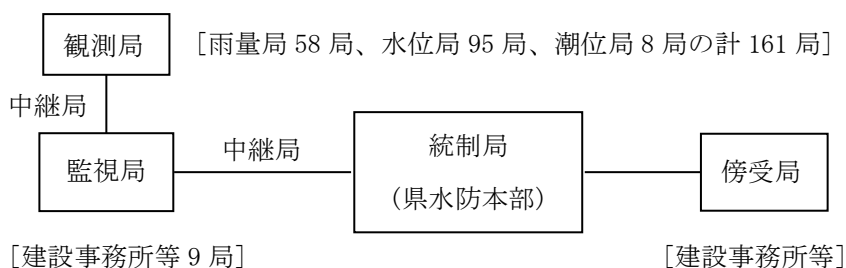 観測局 [雨量局 58 局、水位局 95 局、潮位局 8 局の計 161 局]
中継局
監視局 中継局 統制局 傍受局
(県水防本部)
[建設事務所等 9 局] [建設事務所等]